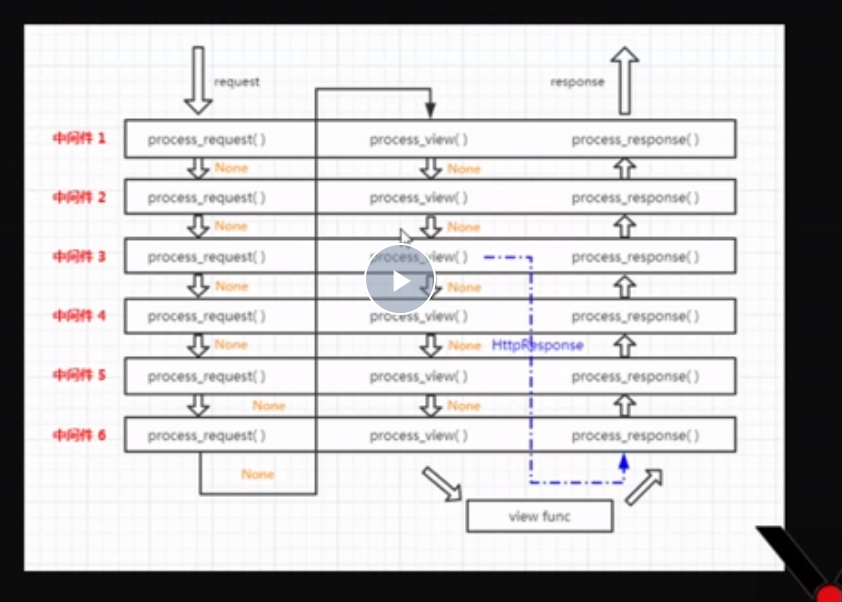 request
response
中间件 1 process_request( ) process_view( ) process_response( )
None None
中间件 2 process_request( ) process_view( ) process_response( )
None None
中间件 3 process_request( ) process_view( ) process_response( )
None None
中间件 4 process_request( ) process_view( ) process_response( )
None None HttpResponse
中间件 5 process_request( ) process_view( ) process_response( )
None None
中间件 6 process_request( ) process_view( ) process_response( )
None
view func